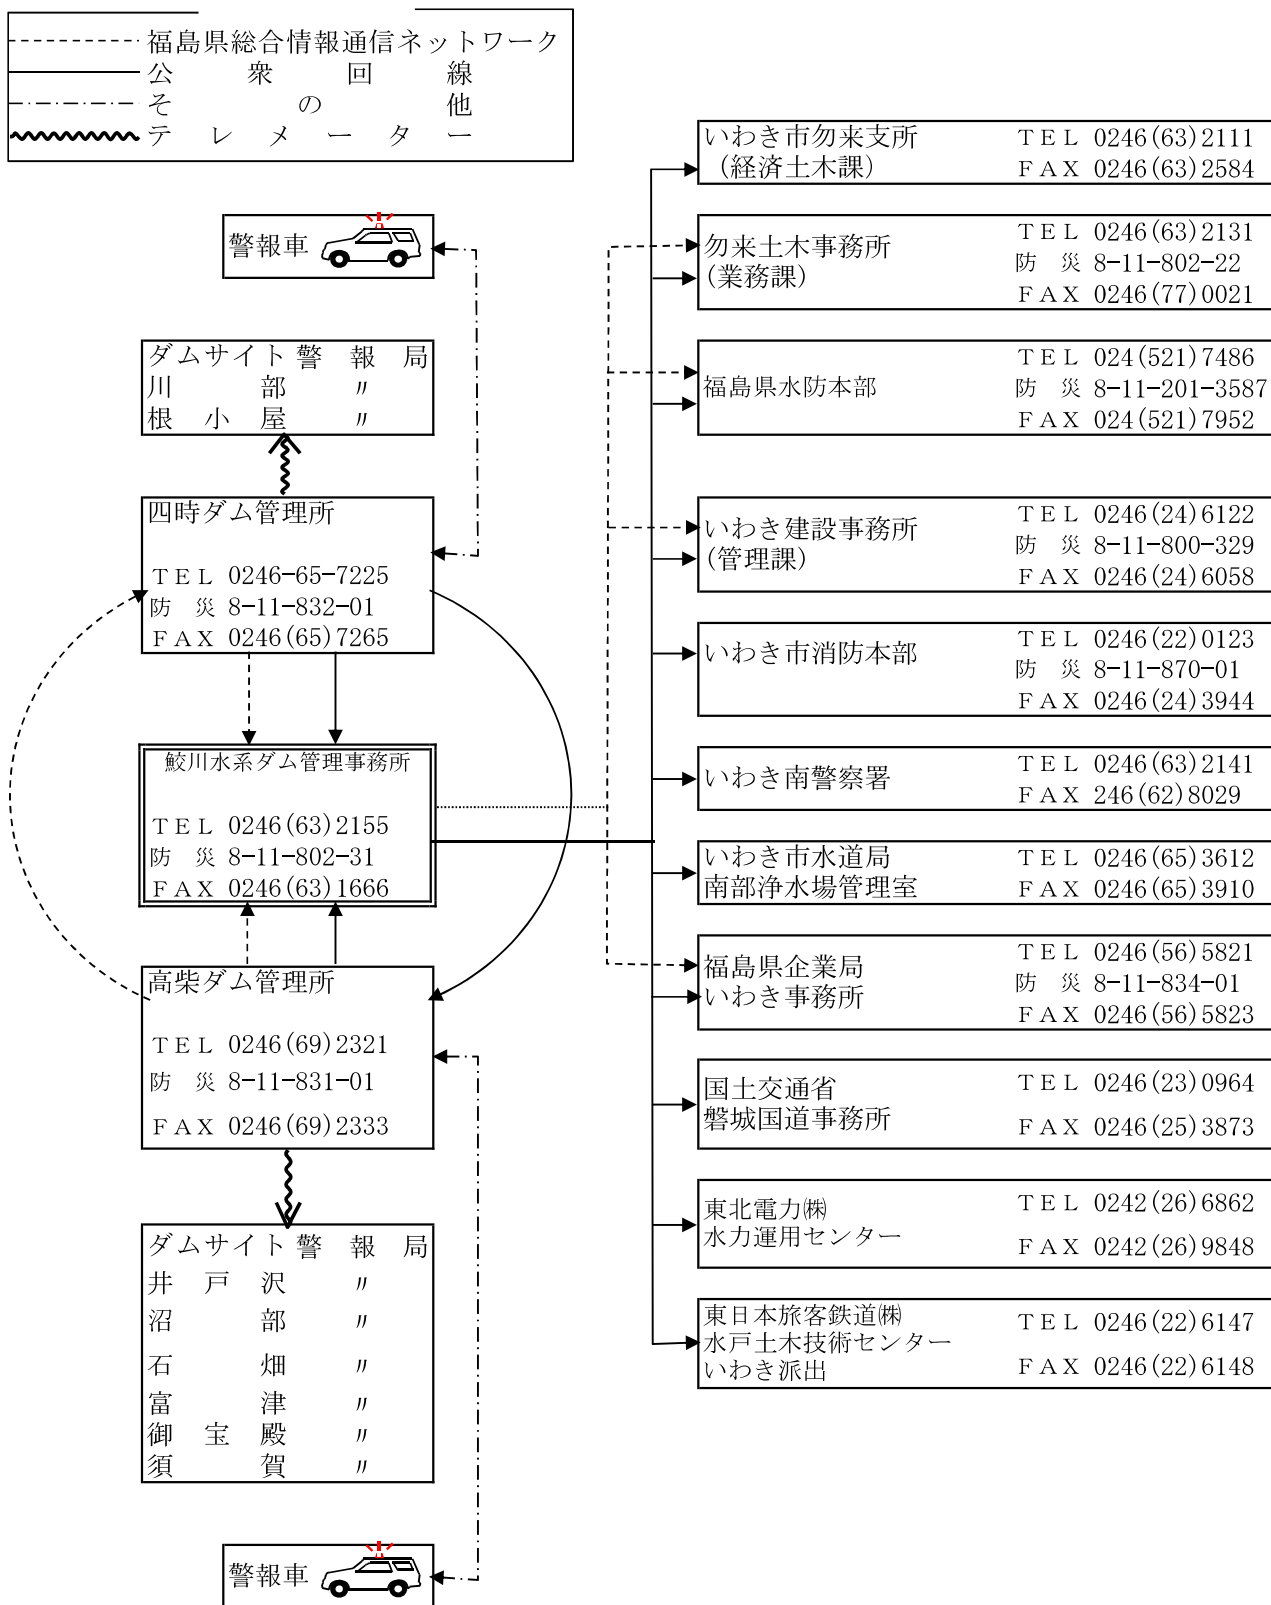 福島県総合情報通信ネットワーク
公衆回線
その他
テレメーター
警報車
ダムサイト警報局
川部 〃
根小屋 〃
四時ダム管理所
ＴＥＬ 0246-65-7225
防災 8-11-832-01
ＦＡＸ 0246(65)7265
鮫川水系ダム管理事務所
ＴＥＬ 0246(63)2155
防災 8-11-802-31
ＦＡＸ 0246(63)1666
高柴ダム管理所
ＴＥＬ 0246(69)2321
防災 8-11-831-01
ＦＡＸ 0246(69)2333
ダムサイト警報局
井戸沢 〃
沼部 〃
石畑 〃
富津 〃
御宝殿 〃
須賀 〃
警報車
いわき市勿来支所 ＴＥＬ 0246(63)2111
（経済土木課） ＦＡＸ 0246(63)2584
勿来土木事務所
(業務課)
ＴＥＬ 0246(63)2131
防災 8-11-802-22
ＦＡＸ 0246(77)0021
福島県水防本部
ＴＥＬ 024(521)7486
防災 8-11-201-3587
ＦＡＸ 024(521)7952
いわき建設事務所
(管理課)
ＴＥＬ 0246(24)6122
防災 8-11-800-329
ＦＡＸ 0246(24)6058
いわき市消防本部
ＴＥＬ 0246(22)0123
防災 8-11-870-01
ＦＡＸ 0246(24)3944
いわき南警察署
ＴＥＬ 0246(63)2141
ＦＡＸ 246(62)8029
いわき市水道局 ＴＥＬ 0246(65)3612
南部浄水場管理室 ＦＡＸ 0246(65)3910
福島県企業局
いわき事務所
ＴＥＬ 0246(56)5821
防災 8-11-834-01
ＦＡＸ 0246(56)5823
国土交通省
磐城国道事務所
ＴＥＬ 0246(23)0964
ＦＡＸ 0246(25)3873
東北電力㈱
水力運用センター
ＴＥＬ 0242(26)6862
ＦＡＸ 0242(26)9848
東日本旅客鉄道㈱
水戸土木技術センター
いわき派出
ＴＥＬ 0246(22)6147
ＦＡＸ 0246(22)6148